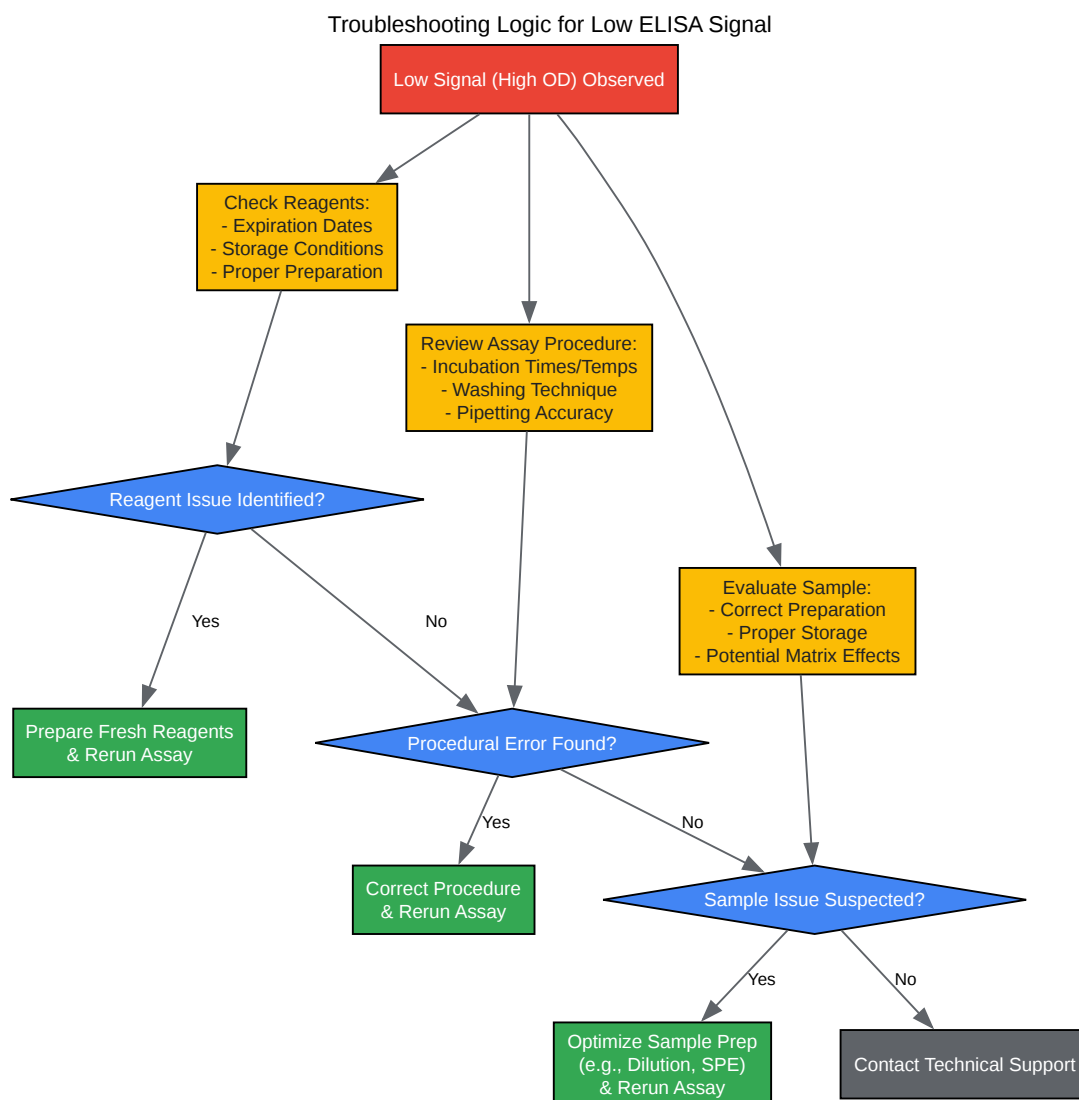 Troubleshooting Logic for Low ELISA Signal
Low Signal (High OD) Observed
Check Reagents:
- Expiration Dates
- Storage Conditions
- Proper Preparation
Review Assay Procedure:
- Incubation Times/Temps
- Washing Technique
- Pipetting Accuracy
Reagent Issue Identified?
Evaluate Sample:
- Correct Preparation
- Proper Storage
- Potential Matrix Effects
Yes
No
Prepare Fresh Reagents
& Rerun Assay
Procedural Error Found?
Yes
No
Correct Procedure
& Rerun Assay
Sample Issue Suspected?
Yes
No
Optimize Sample Prep
(e.g., Dilution, SPE)
& Rerun Assay
Contact Technical Support